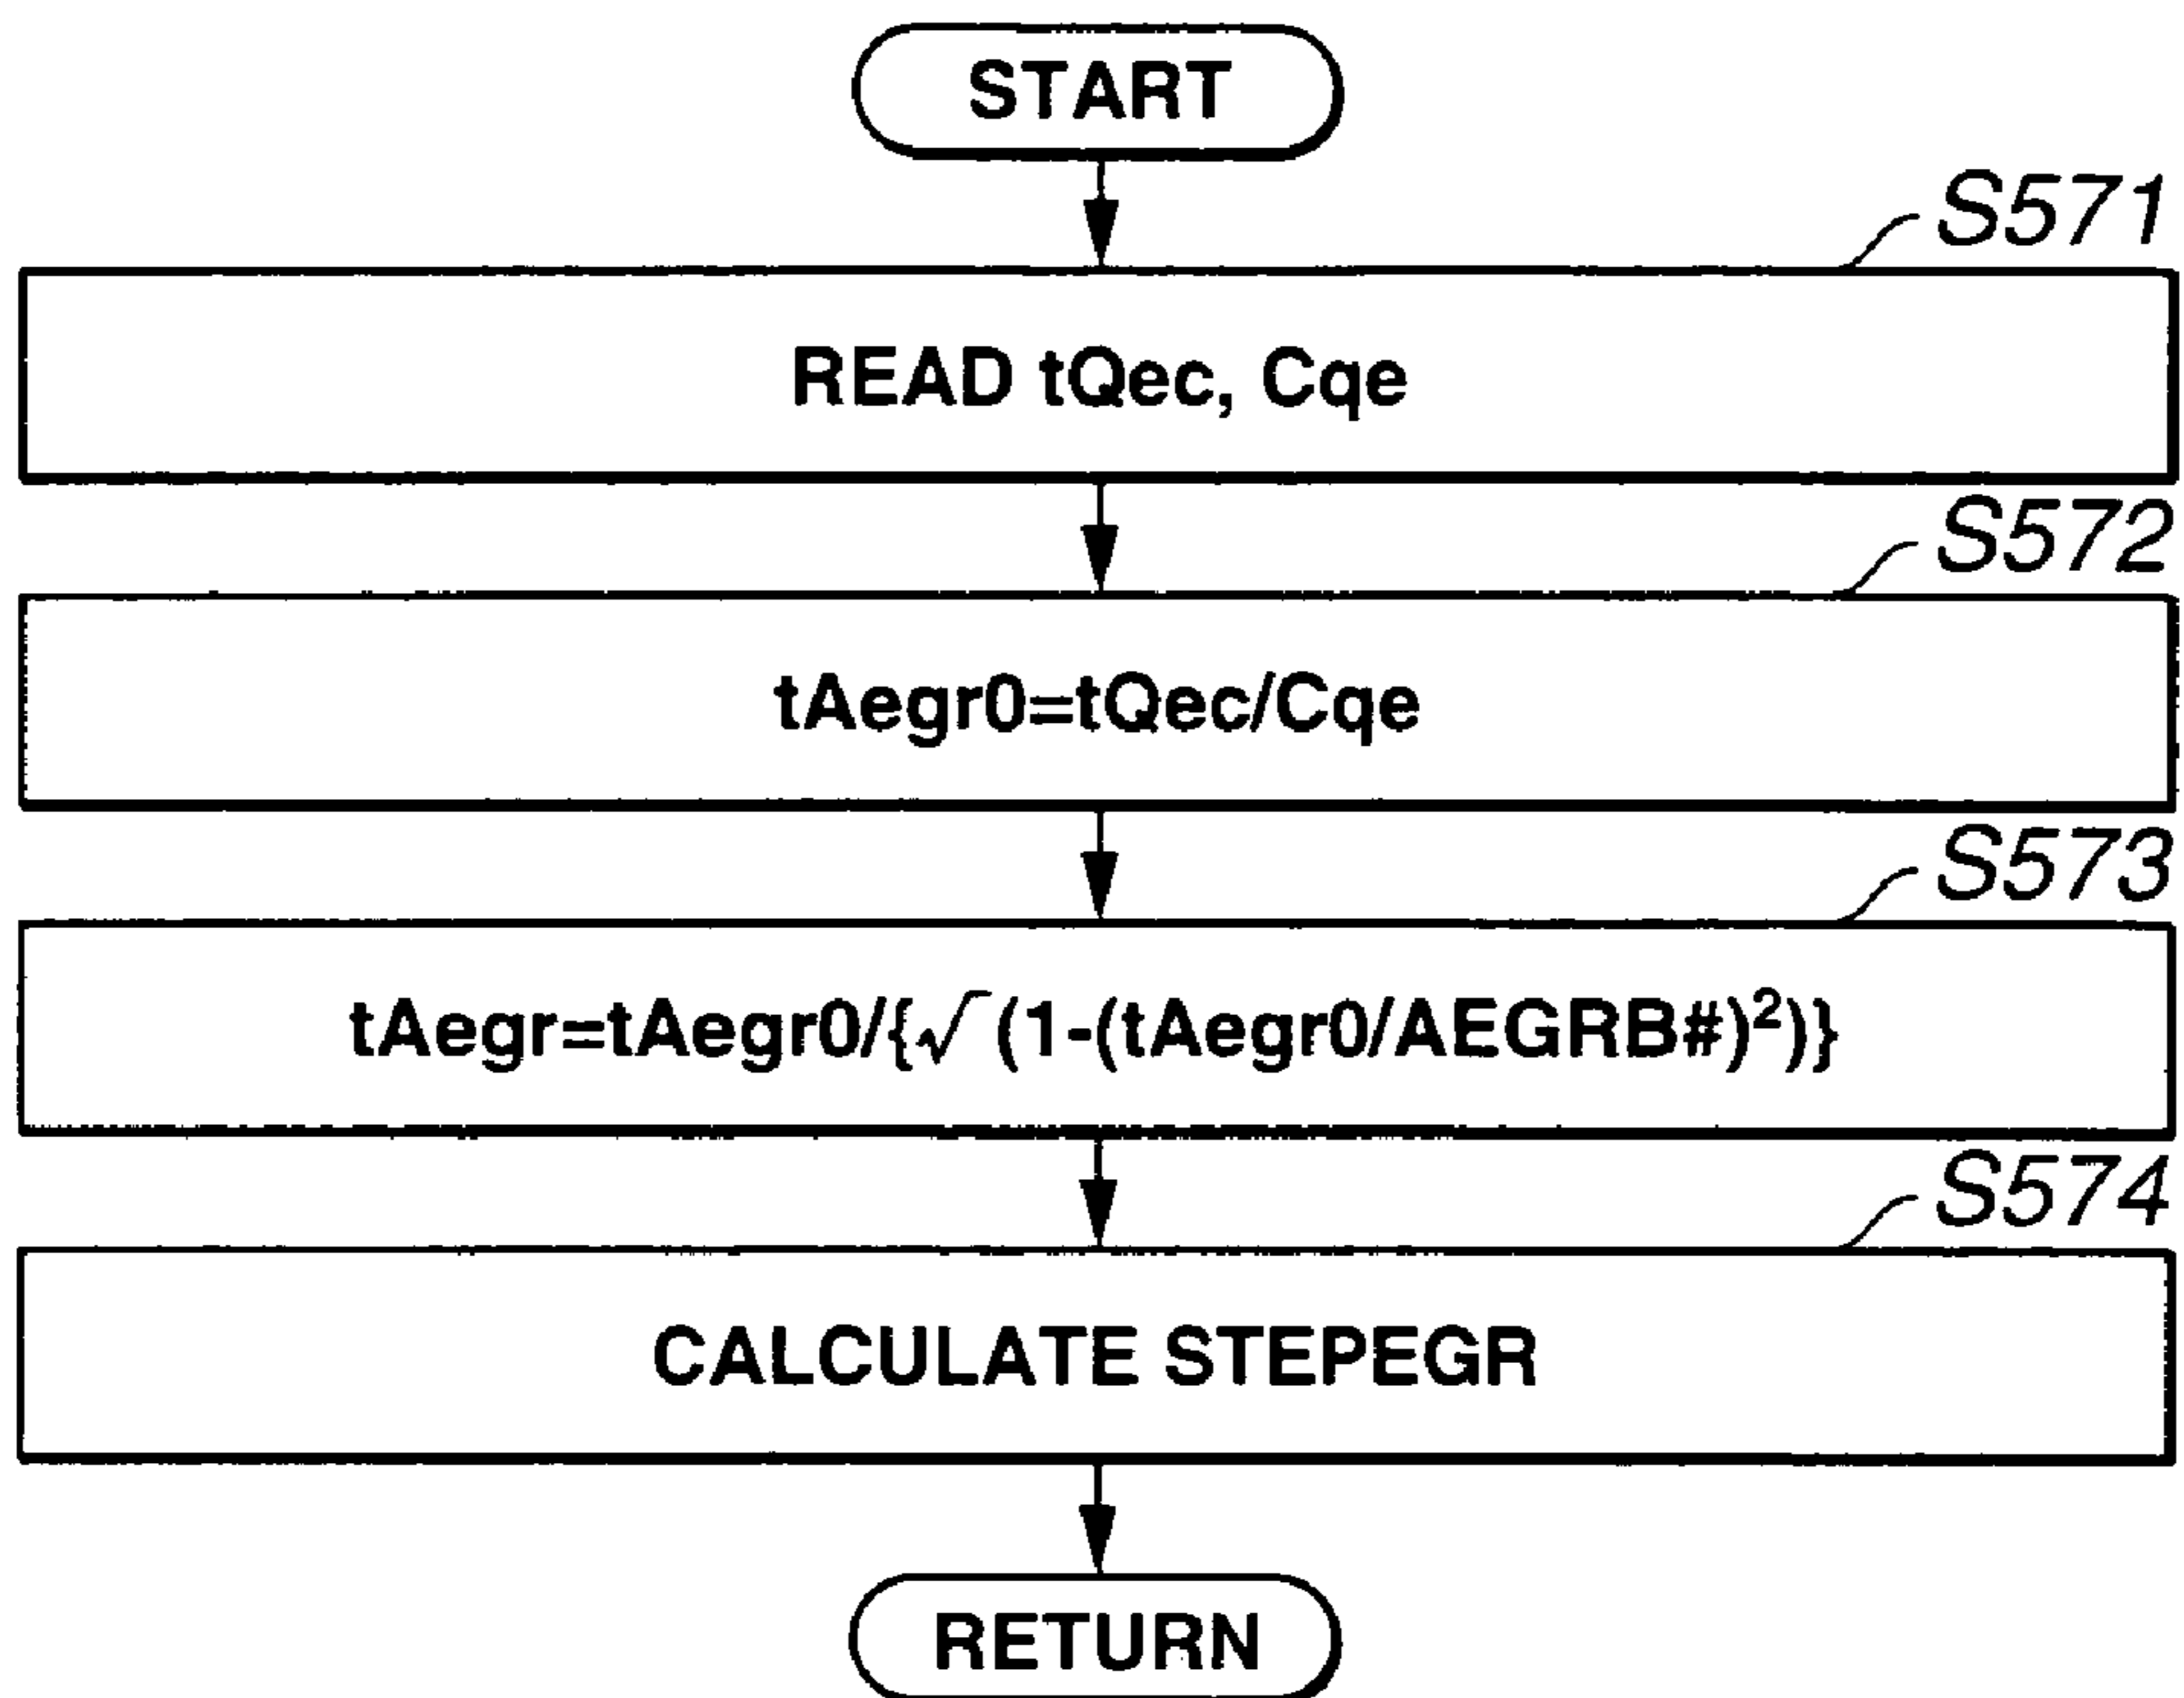 START
S571
READ tQec, Cqe
S572
tAegr0=tQec/Cqe
S573
tAegr=tAegr0/{√(1-(tAegr0/AEGRB#)²)}
S574
CALCULATE STEPEGR
RETURN